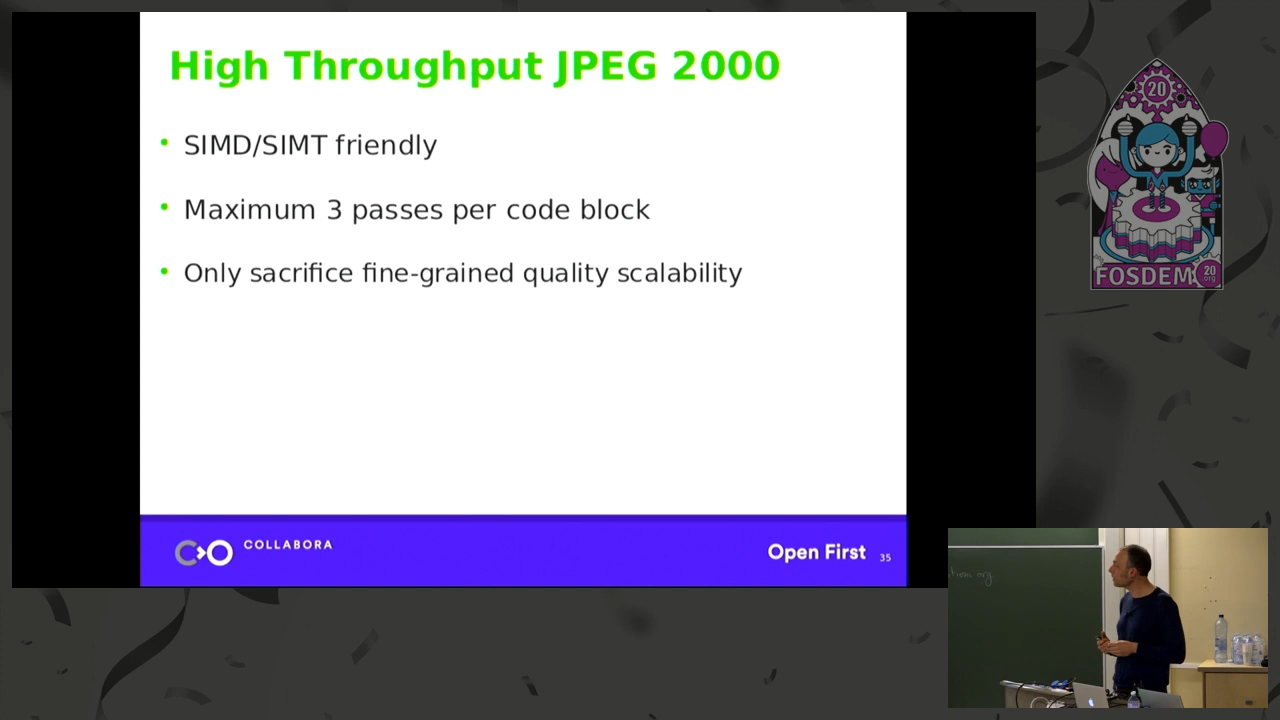 High Throughput JPEG 2000
• SIMD/SIMT friendly
• Maximum 3 passes per code block
• Only sacrifice fine-grained quality scalability
COLLABORA
Open First
35
20
FOSDEM
20
org